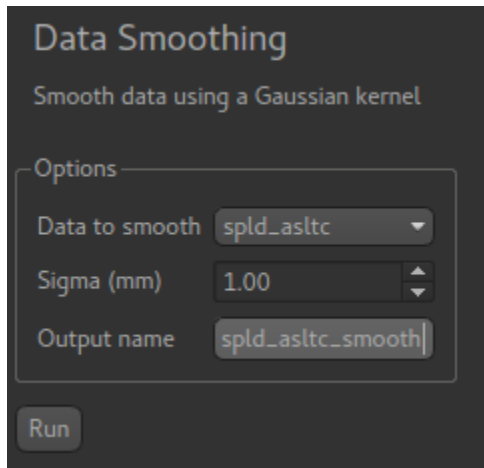 Data Smoothing
Smooth data using a Gaussian kernel
Options
Data to smooth spld_asltc
Sigma (mm) 1.00
Output name spld_asltc_smooth
Run